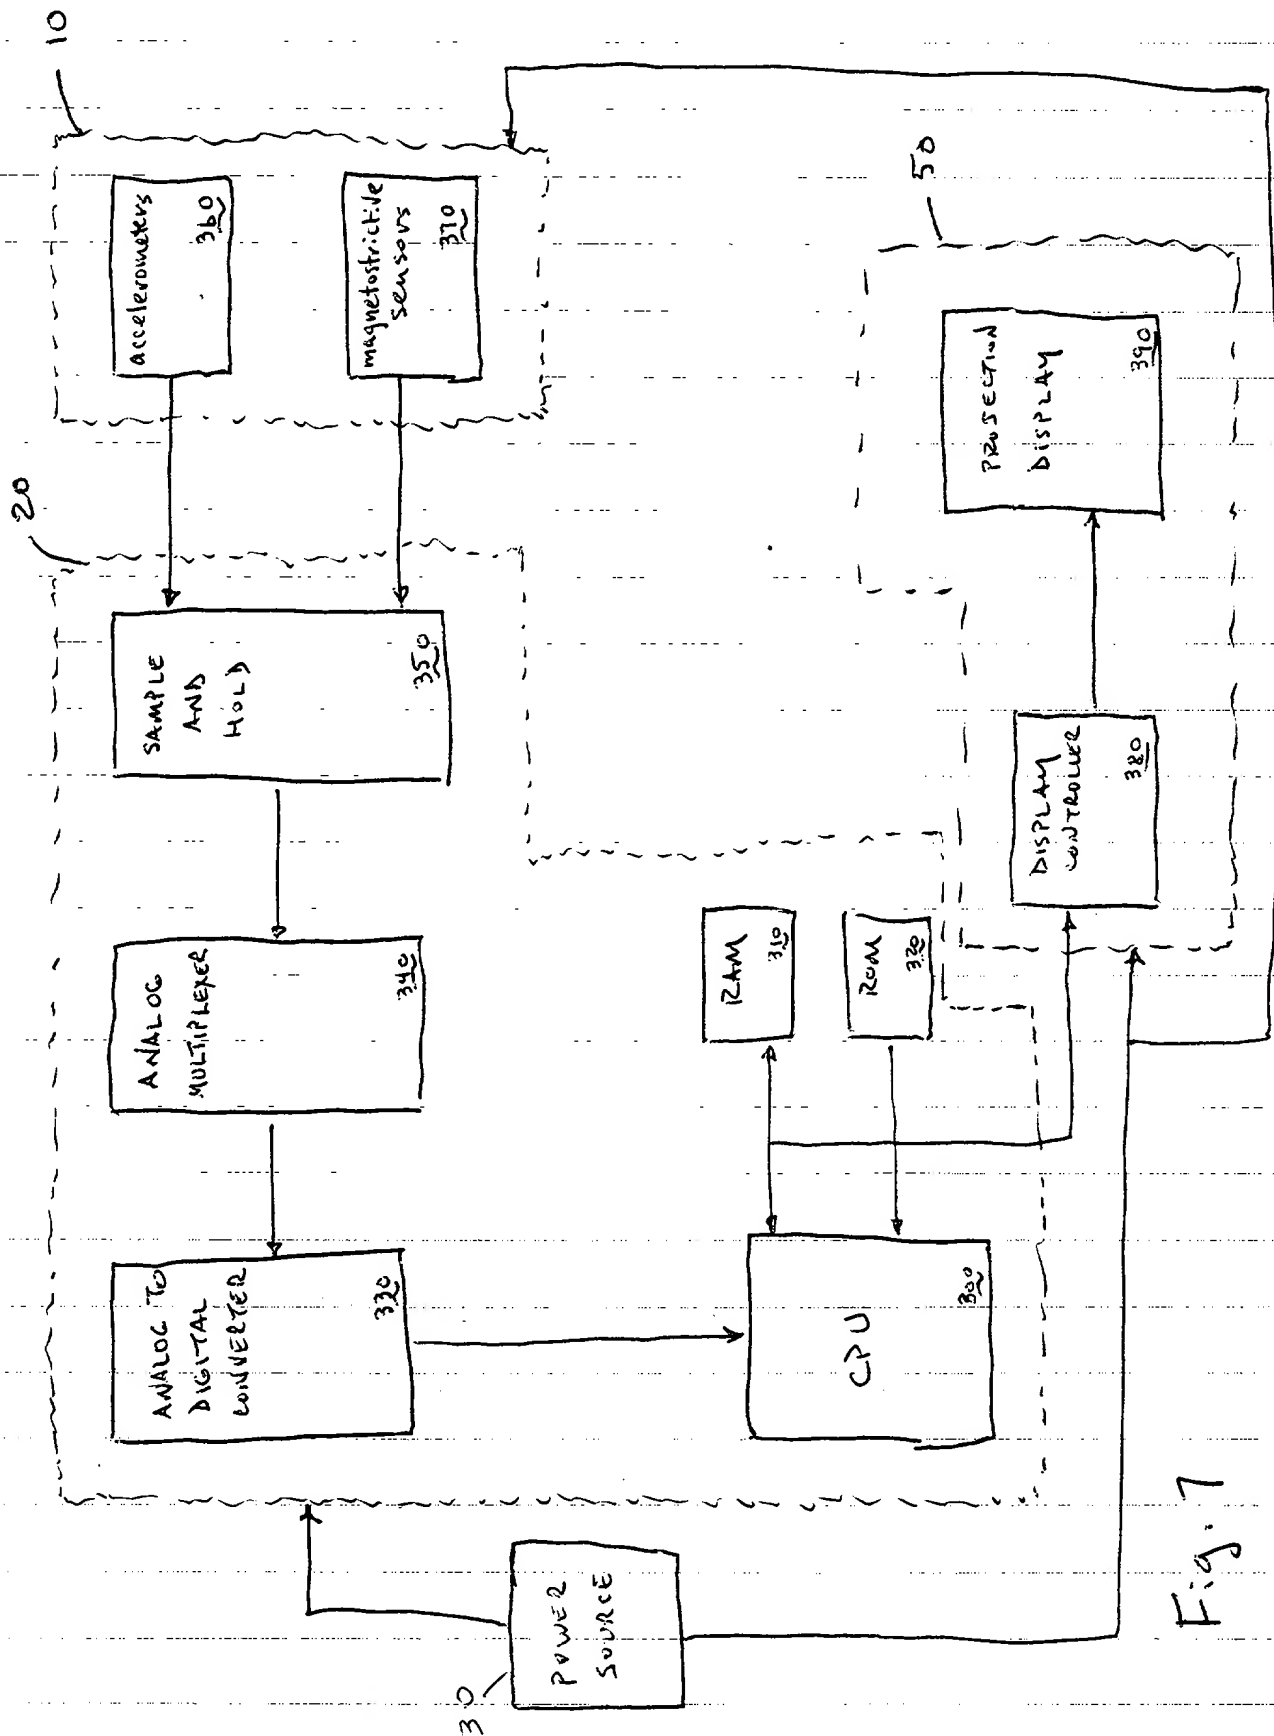 10
20
accelerometers
360
magnetostrictive
sensors
370
SAMPLE
AND
HOLD
350
ANALOG
MULTIPLEXER
340
ANALOG TO
DIGITAL
CONVERTER
330
RAM
310
ROM
320
CPU
300
50
PROJECTION
DISPLAY
390
DISPLAY
CONTROLLER
380
30
POWER
SOURCE
Fig. 7